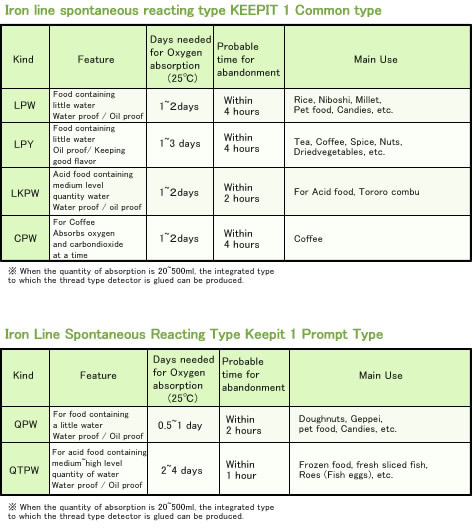 Iron line spontaneous reacting type KEEPIT 1 Common type
Kind
Feature
Days needed
for Oxygen
absorption
(25℃)
Probable
time for
abandonment
Main Use
LPW
Food containing
little water
Water proof / Oil proof
1~2days
Within
4 hours
Rice, Niboshi, Millet,
Pet food, Candies, etc.
LPY
Food containing
little water
Oil proof/ Keeping
good flavor
1~3 days
Within
4 hours
Tea, Coffee, Spice, Nuts,
Driedvegetables, etc.
LKPW
Acid food containing
medium level
quantity water
Water proof / oil proof
1~2days
Within
2 hours
For Acid food, Tororo combu
CPW
For Coffee
Absorbs oxygen
and carbondioxide
at a time
1~2days
Within
4 hours
Coffee
※ When the quantity of absorption is 20~500ml, the integrated type
to which the thread type detector is glued can be produced.
Iron Line Spontaneous Reacting Type Keepit 1 Prompt Type
Kind
Feature
Days needed
for Oxygen
absorption
(25℃)
Probable
time for
abandonment
Main Use
QPW
For food containing
a little water
Water proof / Oil proof
0.5~1 day
Within
2 hours
Doughnuts, Geppei,
pet food, Candies, etc.
QTPW
For acid food containing
medium~high level
quantity of water
Water proof / Oil proof
2~4 days
Within
1 hour
Frozen food, fresh sliced fish,
Roes (Fish eggs), etc.
※ When the quantity of absorption is 20~500ml, the integrated type
to which the thread type detector is glued can be produced.